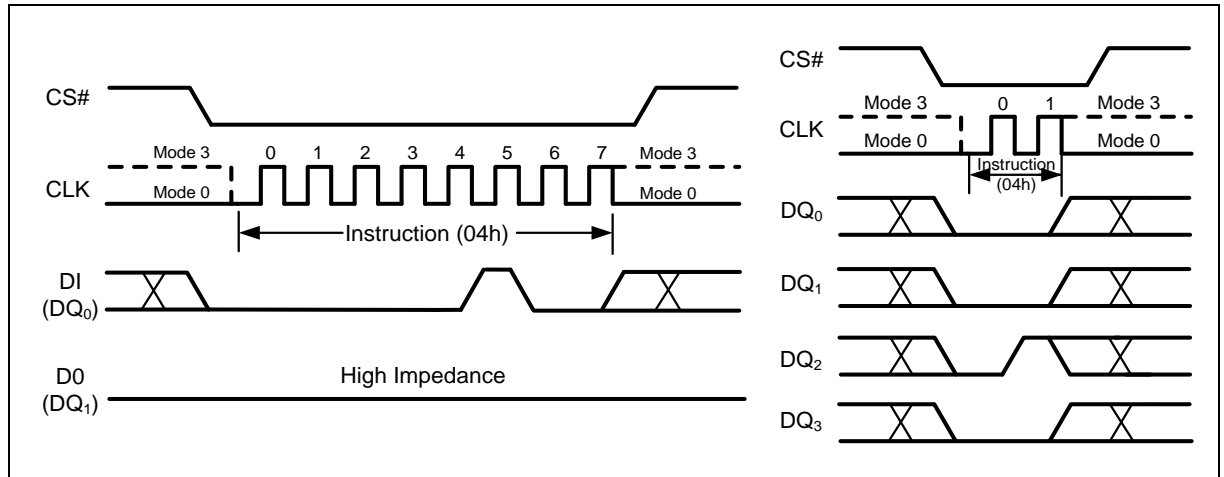 CS#
Mode 3
0 1 2 3 4 5 6 7
Mode 3
CLK
Mode 0
Mode 0
Instruction (04h)
DI
(DQ₀)
D0
(DQ₁)
High Impedance
CS#
Mode 3
0 1
Mode 3
CLK
Mode 0
Mode 0
Instruction
(04h)
DQ₀
DQ₁
DQ₂
DQ₃